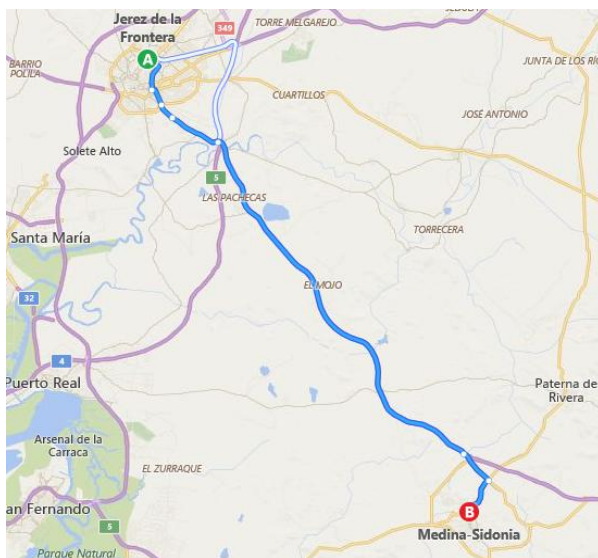 Jerez de la
Frontera
349
TORRE MELGAREJO
BARRIO
POLILA
A
JUNTA DE LOS RÍ
CUARTILLOS
JOSÉ ANTONIO
Solete Alto
5
LAS PACHECAS
TORRECERA
Santa María
EL MOJO
32
4
Puerto Real
Paterna de
Rivera
Arsenal de la
Carraca
EL ZURRAQUE
an Fernando
5
B
Medina-Sidonia
Parque Natural